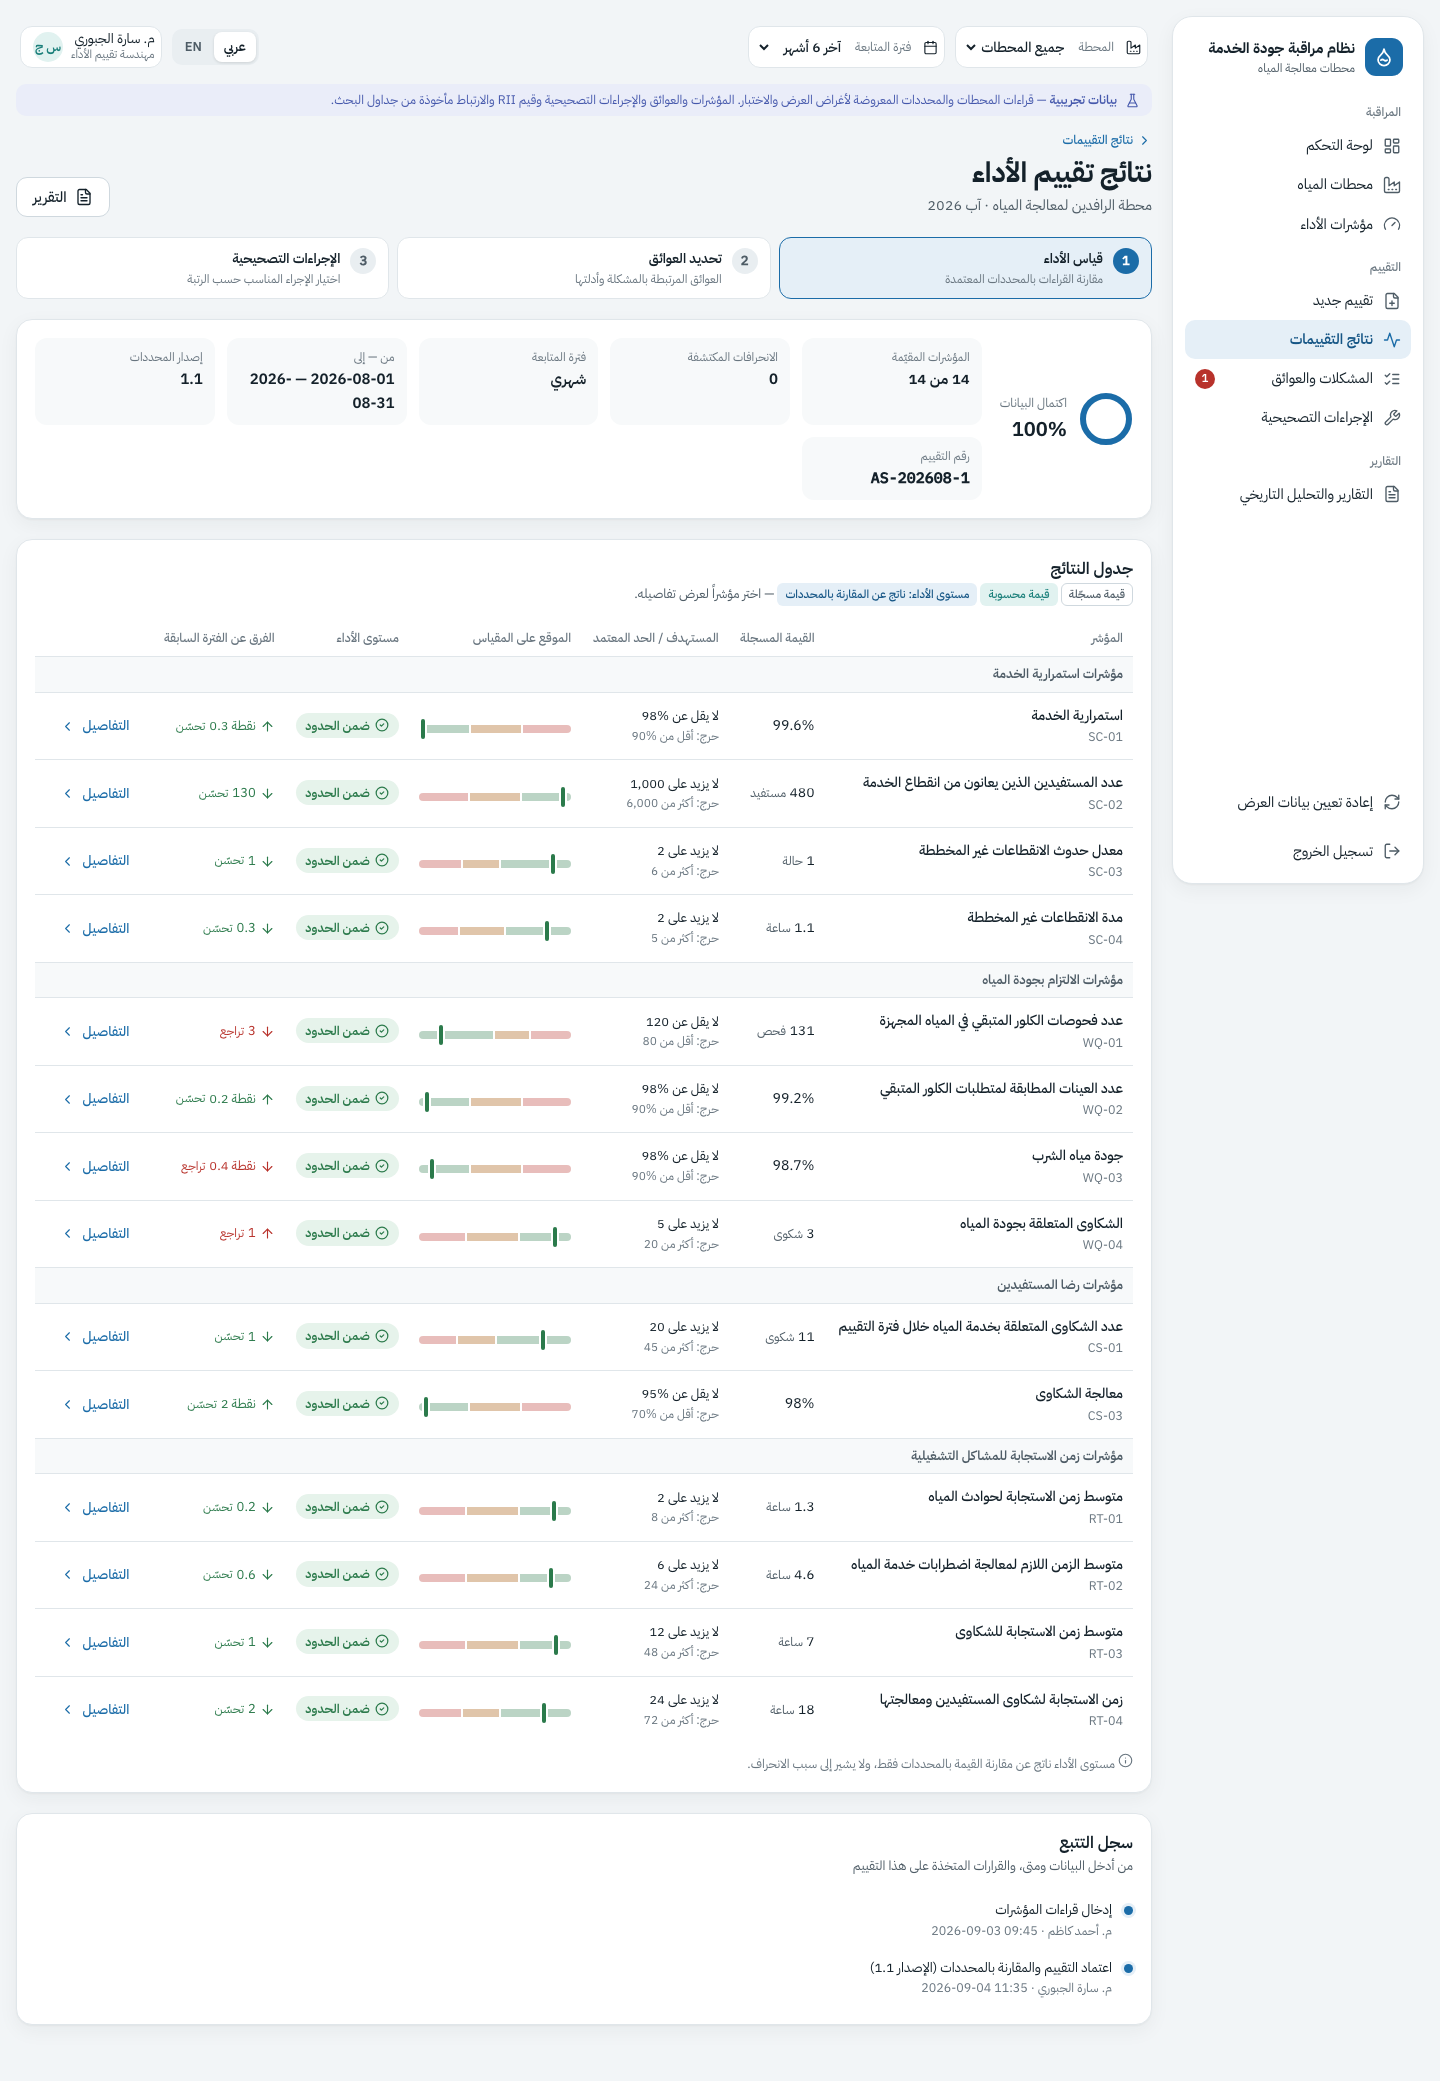 نظام مراقبة جودة الخدمة
محطات معالجة المياه
المراقبة
لوحة التحكم
محطات المياه
مؤشرات الأداء
التقييم
تقييم جديد
نتائج التقييمات
المشكلات والعوائق 1
الإجراءات التصحيحية
التقارير
التقارير والتحليل التاريخي
إعادة تعيين بيانات العرض
تسجيل الخروج
المحطة جميع المحطات
فترة المتابعة آخر 6 أشهر
عربي EN
م. سارة الجبوري
مهندسة تقييم الأداء
س ج
بيانات تجريبية — قراءات المحطات والمحددات المعروضة لأغراض العرض والاختبار. المؤشرات والعوائق والإجراءات التصحيحية وقيم RII والارتباط مأخوذة من جداول البحث.
نتائج التقييمات
نتائج تقييم الأداء
محطة الرافدين لمعالجة المياه · آب 2026
التقرير
1 قياس الأداء
مقارنة القراءات بالمحددات المعتمدة
2 تحديد العوائق
العوائق المرتبطة بالمشكلة وأدلتها
3 الإجراءات التصحيحية
اختيار الإجراء المناسب حسب الرتبة
اكتمال البيانات
100%
المؤشرات المقيّمة
14 من 14
الانحرافات المكتشفة
0
فترة المتابعة
شهري
من — إلى
2026-08-01 — 2026-
08-31
إصدار المحددات
1.1
رقم التقييم
AS-202608-1
جدول النتائج
قيمة مسجّلة قيمة محسوبة مستوى الأداء: ناتج عن المقارنة بالمحددات — اختر مؤشراً لعرض تفاصيله.
المؤشر القيمة المسجلة المستهدف / الحد المعتمد الموقع على المقياس مستوى الأداء الفرق عن الفترة السابقة
مؤشرات استمرارية الخدمة
استمرارية الخدمة 99.6% لا يقل عن 98% ضمن الحدود ↑ نقطة 0.3 تحسّن التفاصيل
SC-01 حرج: أقل من 90%
عدد المستفيدين الذين يعانون من انقطاع الخدمة 480 مستفيد لا يزيد على 1,000 ضمن الحدود ↓ 130 تحسّن التفاصيل
SC-02 حرج: أكثر من 6,000
معدل حدوث الانقطاعات غير المخططة 1 حالة لا يزيد على 2 ضمن الحدود ↓ 1 تحسّن التفاصيل
SC-03 حرج: أكثر من 6
مدة الانقطاعات غير المخططة 1.1 ساعة لا يزيد على 2 ضمن الحدود ↓ 0.3 تحسّن التفاصيل
SC-04 حرج: أكثر من 5
مؤشرات الالتزام بجودة المياه
عدد فحوصات الكلور المتبقي في المياه المجهزة 131 فحص لا يقل عن 120 ضمن الحدود ↓ 3 تراجع التفاصيل
WQ-01 حرج: أقل من 80
عدد العينات المطابقة لمتطلبات الكلور المتبقي 99.2% لا يقل عن 98% ضمن الحدود ↑ نقطة 0.2 تحسّن التفاصيل
WQ-02 حرج: أقل من 90%
جودة مياه الشرب 98.7% لا يقل عن 98% ضمن الحدود ↓ نقطة 0.4 تراجع التفاصيل
WQ-03 حرج: أقل من 90%
الشكاوى المتعلقة بجودة المياه 3 شكوى لا يزيد على 5 ضمن الحدود ↑ 1 تراجع التفاصيل
WQ-04 حرج: أكثر من 20
مؤشرات رضا المستفيدين
عدد الشكاوى المتعلقة بخدمة المياه خلال فترة التقييم 11 شكوى لا يزيد على 20 ضمن الحدود ↓ 1 تحسّن التفاصيل
CS-01 حرج: أكثر من 45
معالجة الشكاوى 98% لا يقل عن 95% ضمن الحدود ↑ نقطة 2 تحسّن التفاصيل
CS-03 حرج: أقل من 70%
مؤشرات زمن الاستجابة للمشاكل التشغيلية
متوسط زمن الاستجابة لحوادث المياه 1.3 ساعة لا يزيد على 2 ضمن الحدود ↓ 0.2 تحسّن التفاصيل
RT-01 حرج: أكثر من 8
متوسط الزمن اللازم لمعالجة اضطرابات خدمة المياه 4.6 ساعة لا يزيد على 6 ضمن الحدود ↓ 0.6 تحسّن التفاصيل
RT-02 حرج: أكثر من 24
متوسط زمن الاستجابة للشكاوى 7 ساعة لا يزيد على 12 ضمن الحدود ↓ 1 تحسّن التفاصيل
RT-03 حرج: أكثر من 48
زمن الاستجابة لشكاوى المستفيدين ومعالجتها 18 ساعة لا يزيد على 24 ضمن الحدود ↓ 2 تحسّن التفاصيل
RT-04 حرج: أكثر من 72
مستوى الأداء ناتج عن مقارنة القيمة بالمحددات فقط، ولا يشير إلى سبب الانحراف.
سجل التتبع
من أدخل البيانات ومتى، والقرارات المتخذة على هذا التقييم
إدخال قراءات المؤشرات
م. أحمد كاظم · 2026-09-03 09:45
اعتماد التقييم والمقارنة بالمحددات (الإصدار 1.1)
م. سارة الجبوري · 2026-09-04 11:35